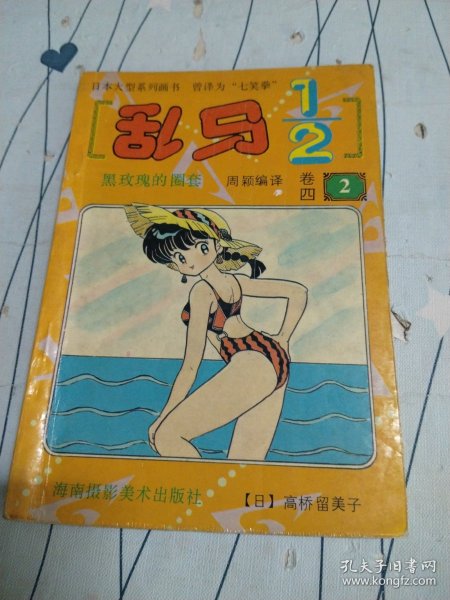 日本大型系列画书 曾译为“七笑拳”
乱马 1/2
黑玫瑰的圈套 周颖编译 卷四 2
海南摄影美术出版社
【日】高桥留美子
孔夫子旧书网
www.kongfz.com